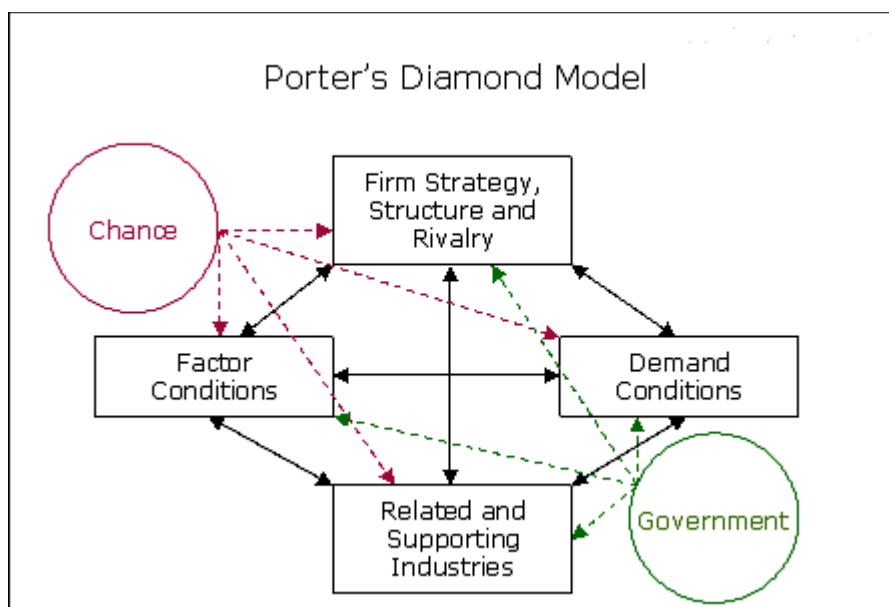 Porter's Diamond Model
Firm Strategy,
Structure and
Rivalry
Chance
Factor
Conditions
Demand
Conditions
Related and
Supporting
Industries
Government